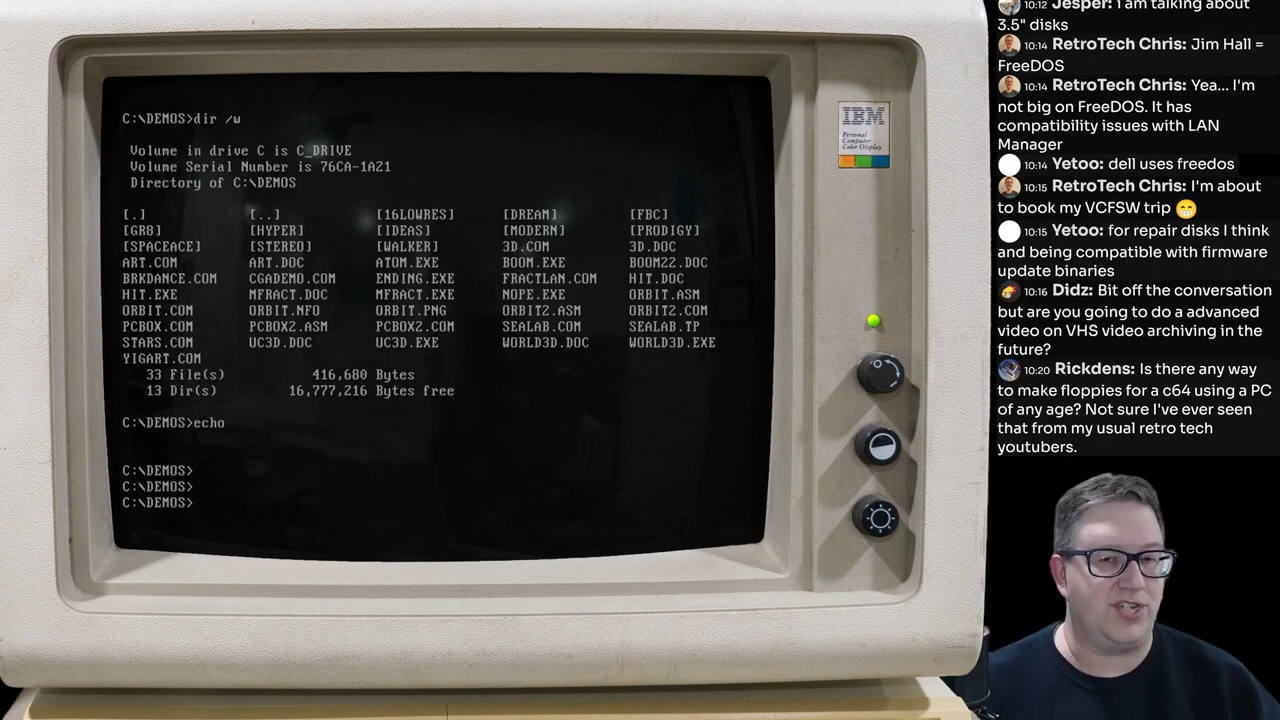 C:\DEMOS>dir /w
Volume in drive C is C_DRIVE
Volume Serial Number is 76CA-1A21
Directory of C:\DEMOS
[.] [..] [16LOWRES] [DREAM] [FBC]
[GR8] [HYPER] [IDEAS] [MODERN] [PRODIGY]
[SPACEACE] [STEREO] [WALKER] 3D.COM 3D.DOC
ART.COM ART.DOC ATOM.EXE BOOM.EXE BOOM22.DOC
BRKDANCE.COM CGADEMO.COM ENDING.EXE FRACTLAN.COM HIT.DOC
HIT.EXE MFRACT.DOC MFRACT.EXE NOPE.EXE ORBIT.ASM
ORBIT.COM ORBIT.NFO ORBIT.PNG ORBIT2.ASM ORBIT2.COM
PCBOX.COM PCBOX2.ASM PCBOX2.COM SEALAB.COM SEALAB.TP
STARS.COM UC3D.DOC UC3D.EXE WORLD3D.DOC WORLD3D.EXE
YIGART.COM
33 File(s) 416,680 Bytes
13 Dir(s) 16,777,216 Bytes free
C:\DEMOS>echo
C:\DEMOS>
C:\DEMOS>
C:\DEMOS>
IBM
Personal
Computer
Color Display
10:12 Jesper: i am talking about
3.5" disks
10:14 RetroTech Chris: Jim Hall =
FreeDOS
10:14 RetroTech Chris: Yea... I'm
not big on FreeDOS. It has
compatibility issues with LAN
Manager
10:14 Yetoo: dell uses freedos
10:15 RetroTech Chris: I'm about
to book my VCFSW trip 😁
10:15 Yetoo: for repair disks I think
and being compatible with firmware
update binaries
10:16 Didz: Bit off the conversation
but are you going to do a advanced
video on VHS video archiving in the
future?
10:20 Rickdens: Is there any way
to make floppies for a c64 using a PC
of any age? Not sure I've ever seen
that from my usual retro tech
youtubers.